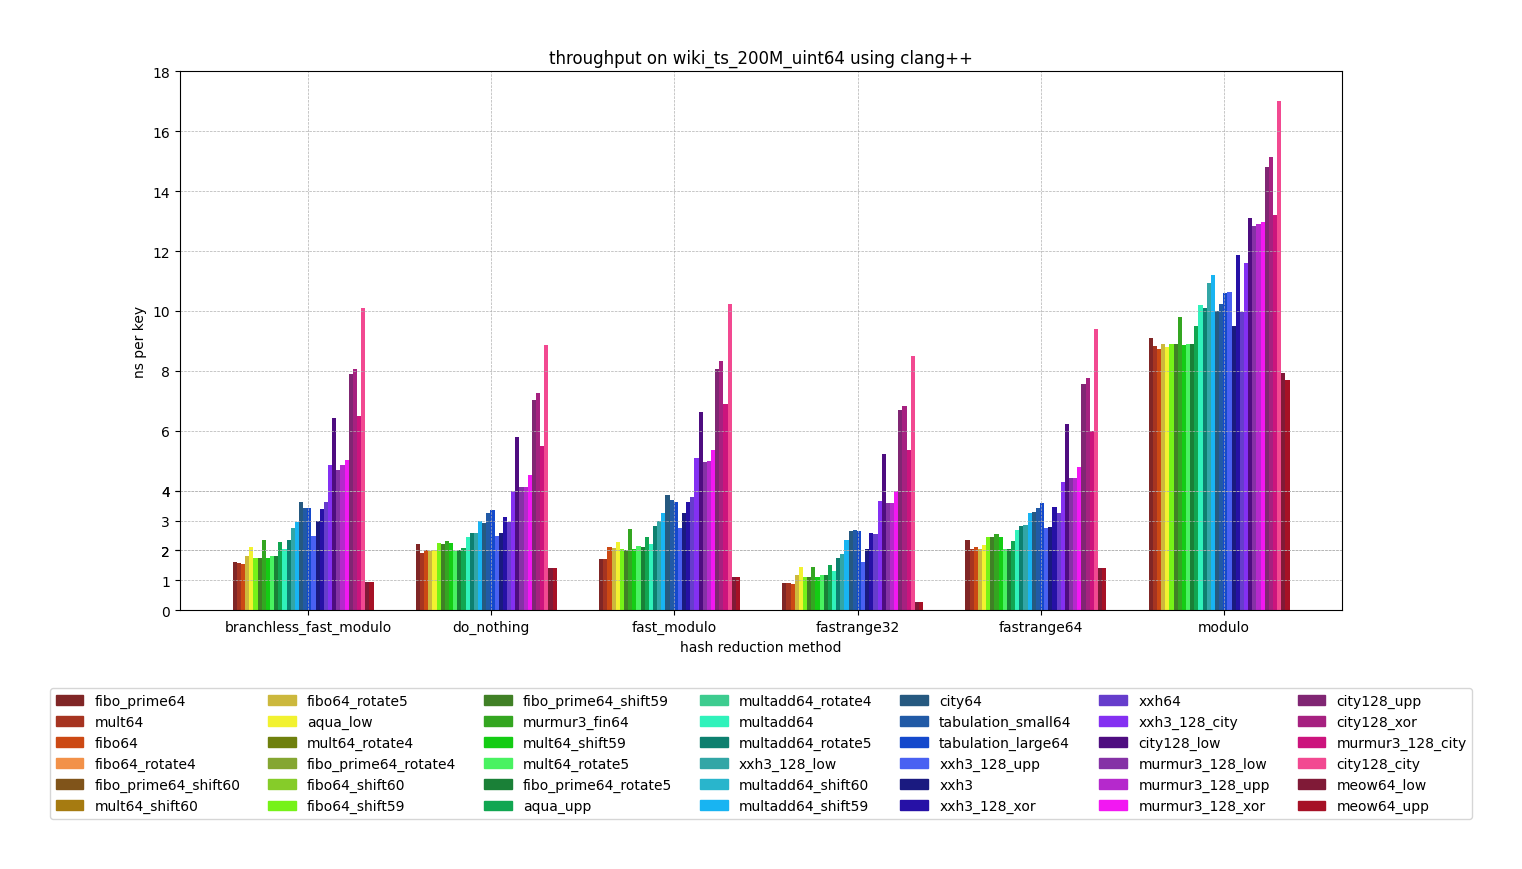 throughput on wiki_ts_200M_uint64 using clang++
18
16
14
12
10
8
6
4
3
2
1
0
ns per key
branchless_fast_modulo do_nothing fast_modulo fastrange32 fastrange64 modulo
hash reduction method
fibo_prime64 fibo64_rotate5 fibo_prime64_shift59 multadd64_rotate4 city64 xxh64 city128_upp
mult64 aqua_low murmur3_fin64 multadd64 tabulation_small64 xxh3_128_city city128_xor
fibo64 mult64_rotate4 mult64_shift59 multadd64_rotate5 tabulation_large64 city128_low murmur3_128_city
fibo64_rotate4 fibo_prime64_rotate4 mult64_rotate5 xxh3_128_low xxh3_128_upp murmur3_128_low city128_city
fibo_prime64_shift60 fibo64_shift60 fibo_prime64_rotate5 multadd64_shift60 xxh3 murmur3_128_upp meow64_low
mult64_shift60 fibo64_shift59 aqua_upp multadd64_shift59 xxh3_128_xor murmur3_128_xor meow64_upp